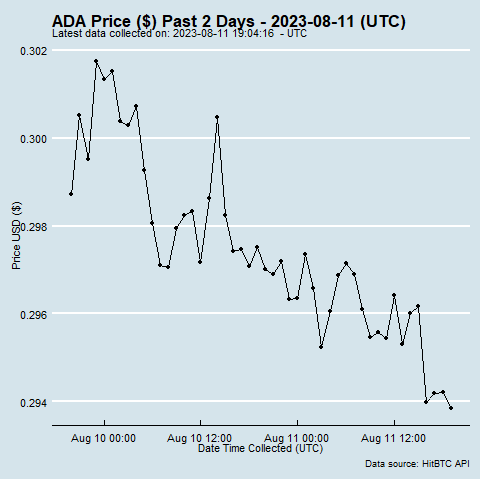 ADA Price ($) Past 2 Days - 2023-08-11 (UTC)
Latest data collected on: 2023-08-11 19:04:16  - UTC
0.302
0.300
0.298
0.296
0.294
Price USD ($)
Aug 10 00:00 Aug 10 12:00 Aug 11 00:00 Aug 11 12:00
Date Time Collected (UTC)
Data source: HitBTC API